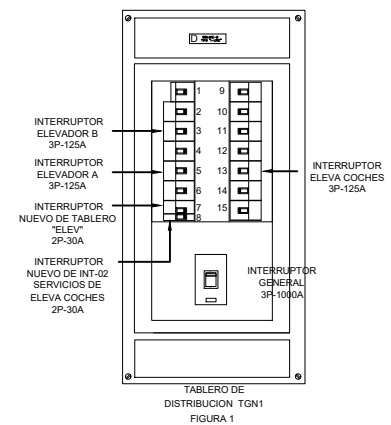 D
1
2
3
4
5
6
7
8
9
10
11
12
13
14
15
INTERRUPTOR
ELEVADOR B
3P-125A
INTERRUPTOR
ELEVADOR A
3P-125A
INTERRUPTOR
NUEVO DE TABLERO
"ELEV"
2P-30A
INTERRUPTOR
NUEVO DE INT-02
SERVICIOS DE
ELEVA COCHES
2P-30A
INTERRUPTOR
ELEVA COCHES
3P-125A
INTERRUPTOR
GENERAL
3P-1000A
TABLERO DE
DISTRIBUCION TGN1
FIGURA 1